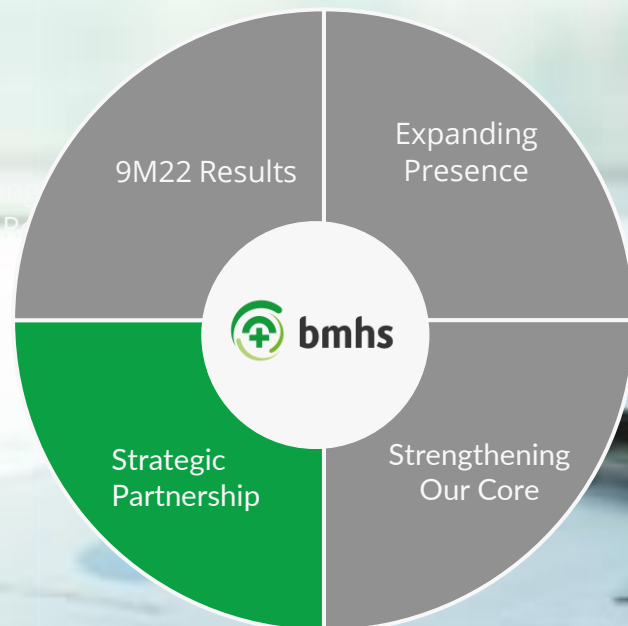 9M22 Results
Expanding
Presence
bmhs
Strategic
Partnership
Strengthening
Our Core